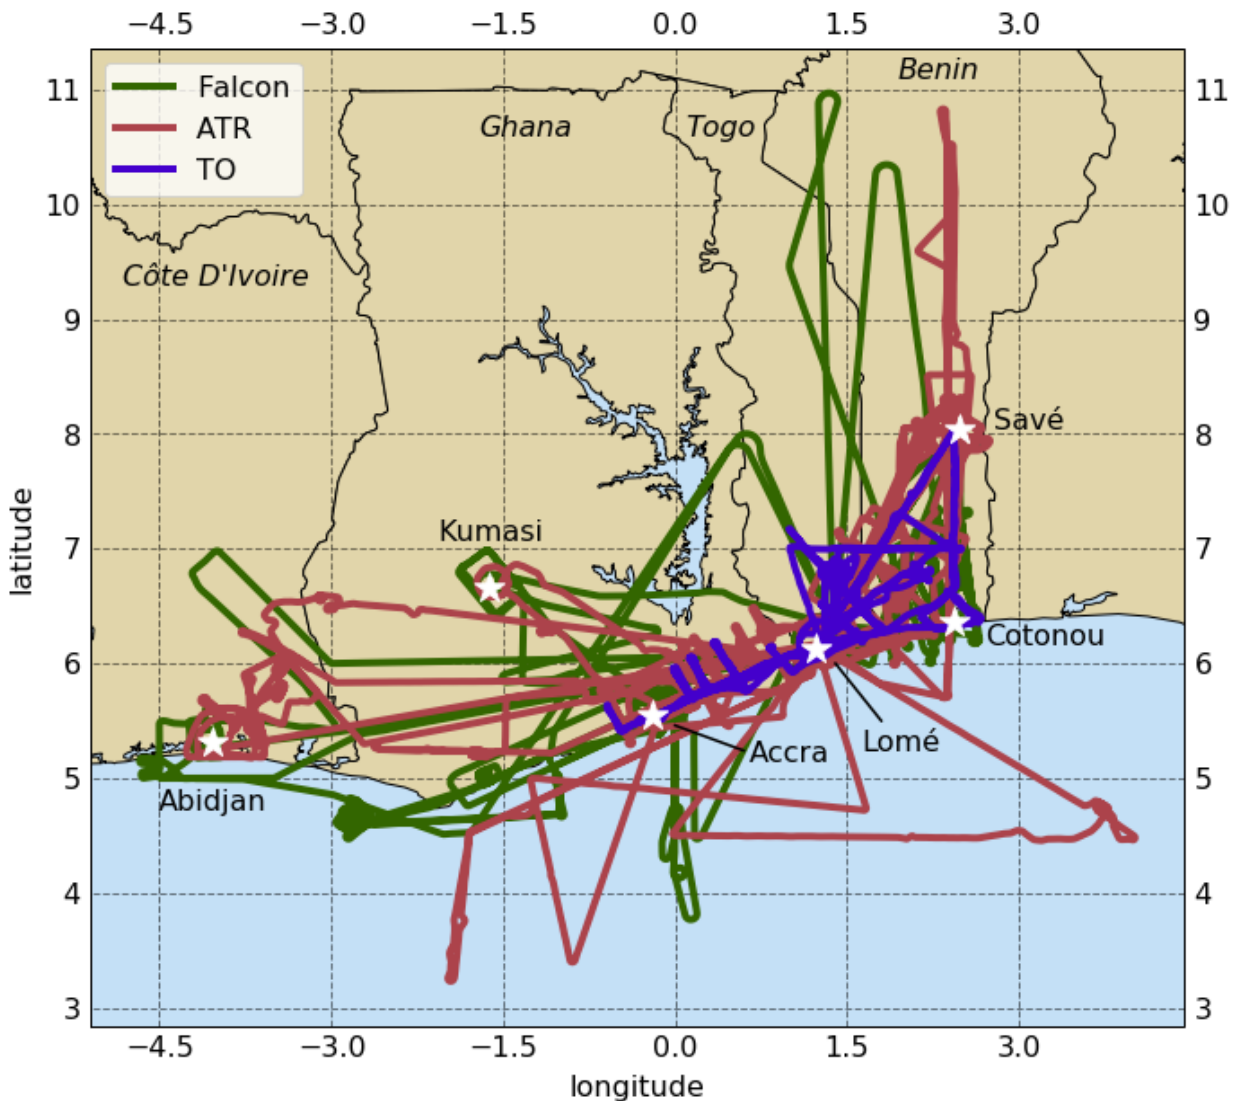 −4.5 −3.0 −1.5 0.0 1.5 3.0
Falcon
ATR
TO
Benin
Ghana
Togo
Côte D'Ivoire
11 11
10 10
9 9
8 8
7 7
6 6
5 5
4 4
3 3
Savé
Kumasi
Cotonou
Lomé
Accra
Abidjan
latitude
−4.5 −3.0 −1.5 0.0 1.5 3.0
longitude